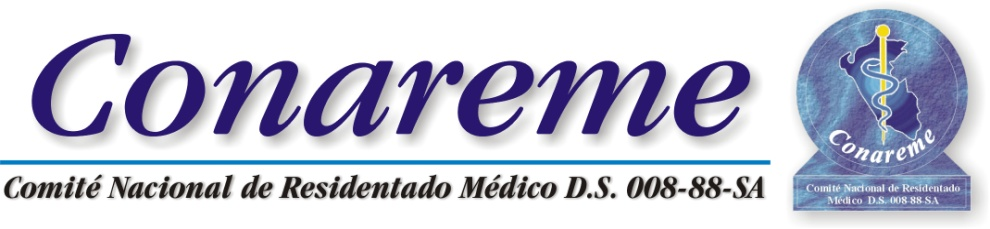 Conareme
Comité Nacional de Residentado Médico D.S. 008-88-SA
Conareme
Comité Nacional de Residentado
Médico D.S. 008-88-SA